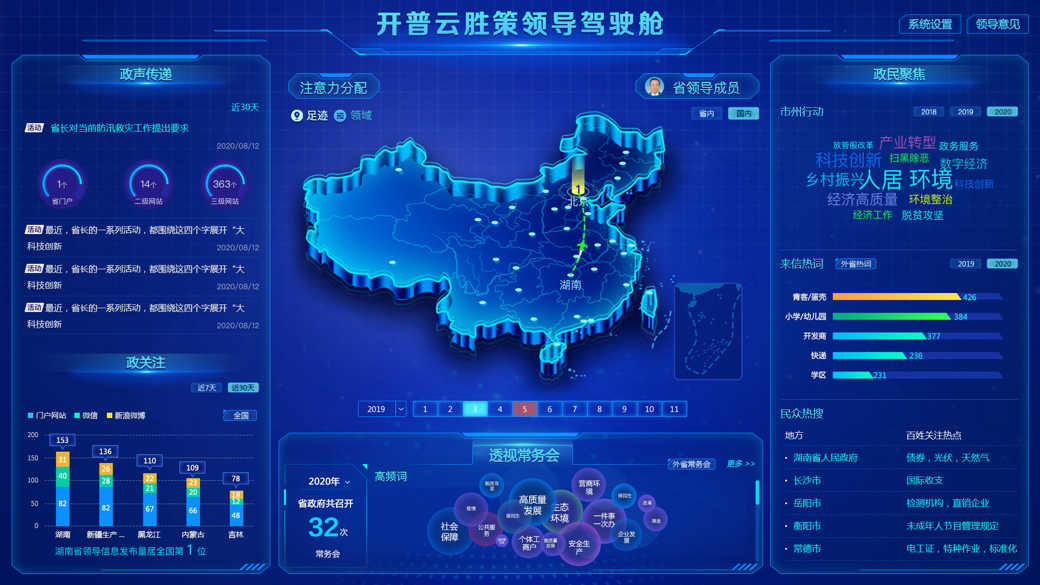 开普云胜策领导驾驶舱
系统设置
领导意见
政声传递
近30天
活动 省长对当前防汛救灾工作提出要求
2020/08/12
1个
省门户
14个
二级网站
363个
三级网站
活动 最近，省长的一系列活动，都围绕这四个字展开“大
科技创新
2020/08/12
活动 最近，省长的一系列活动，都围绕这四个字展开“大
科技创新
2020/08/12
活动 最近，省长的一系列活动，都围绕这四个字展开“大
科技创新
2020/08/12
政关注
近7天
近30天
门户网站
微信
新浪微博
全国
200
150
100
50
0
153
31
40
82
136
26
28
82
110
22
21
67
109
23
20
66
78
18
12
48
湖南
新疆生产...
黑龙江
内蒙古
吉林
湖南省领导信息发布量居全国第 1 位
注意力分配
足迹
领域
省领导成员
省内
国内
1
北京
湖南
2019
1
2
3
4
5
6
7
8
9
10
11
透视常务会
2020年
省政府共召开
32次
常务会
高频词
外省常务会
更多 >>
社会保障
疫情
公共服务
高质量发展
生态环境
营商环境
保民生
保民生
一件事一次办
个体工商户
高质量发展
安全生产
企业发展
改革
政民聚焦
市州行动
2018
2019
2020
放管服改革
产业转型
政务服务
科技创新
扫黑除恶
数字经济
乡村振兴
人居 环境
科技创新
经济高质量
环境整治
经济工作
脱贫攻坚
来信热词
外省热词
2019
2020
青客/蛋壳
426
小学/幼儿园
384
开发商
377
快递
236
学区
231
民众热搜
地方
百姓关注热点
湖南省人民政府
债券，光伏，天然气
长沙市
国际收支
岳阳市
检测机构，直销企业
衡阳市
未成年人节目管理规定
常德市
电工证，特种作业，标准化